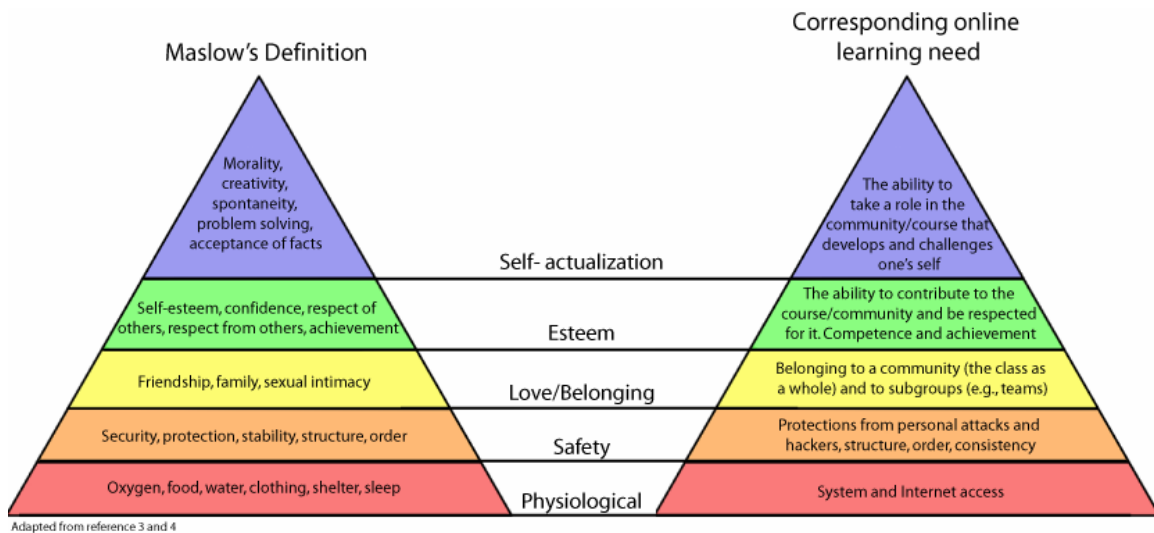 Maslow's Definition
Corresponding online
learning need
Morality,
creativity,
spontaneity,
problem solving,
acceptance of facts
The ability to
take a role in the
community/course that
develops and challenges
one's self
Self- actualization
Self-esteem, confidence, respect of
others, respect from others, achievement
Esteem
The ability to contribute to the
course/community and be respected
for it. Competence and achievement
Friendship, family, sexual intimacy
Love/Belonging
Belonging to a community (the class as
a whole) and to subgroups (e.g., teams)
Security, protection, stability, structure, order
Safety
Protections from personal attacks and
hackers, structure, order, consistency
Oxygen, food, water, clothing, shelter, sleep
Physiological
System and Internet access
Adapted from reference 3 and 4